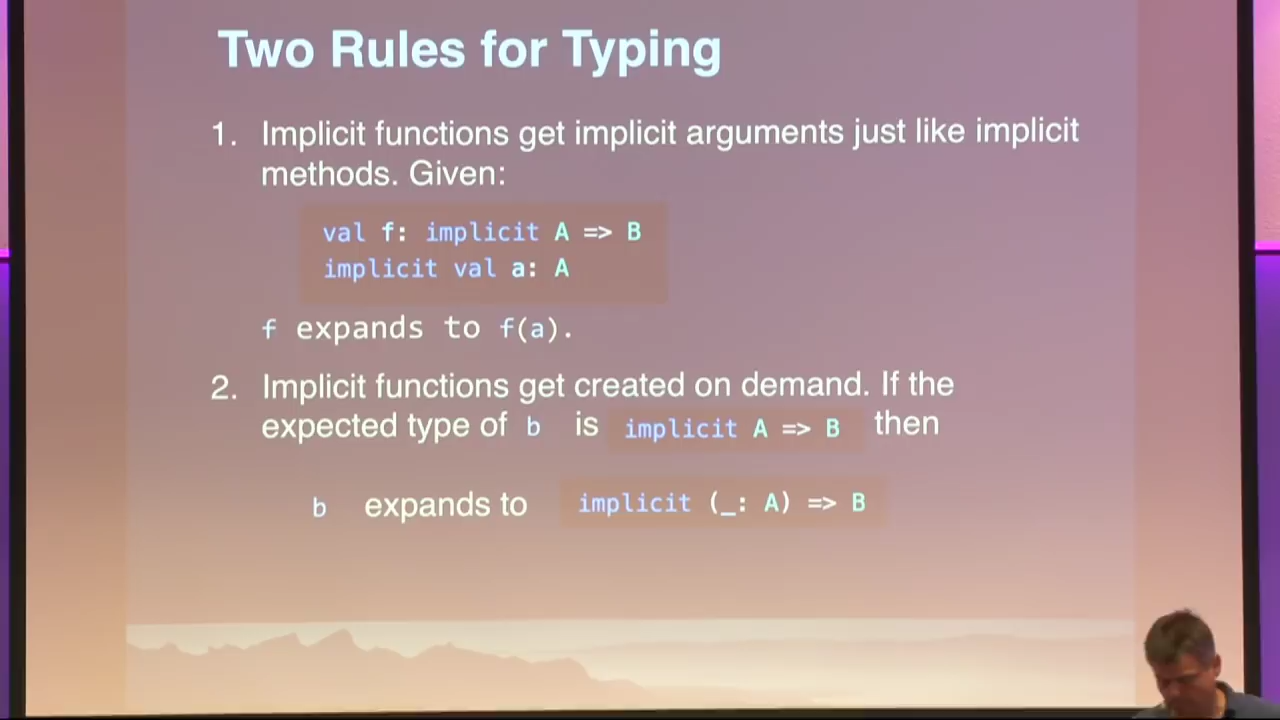 Two Rules for Typing
1. Implicit functions get implicit arguments just like implicit
methods. Given:
val f: implicit A => B
implicit val a: A
f expands to f(a).
2. Implicit functions get created on demand. If the
expected type of b is implicit A => B then
b expands to implicit (_: A) => B